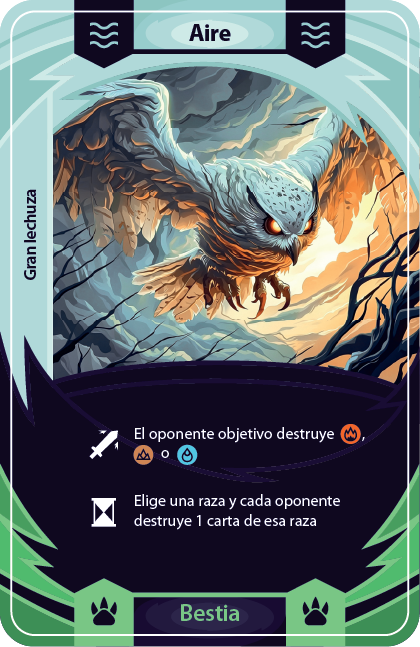 Aire
Gran lechuza
El oponente objetivo destruye ,
o
Elige una raza y cada oponente
destruye 1 carta de esa raza
Bestia